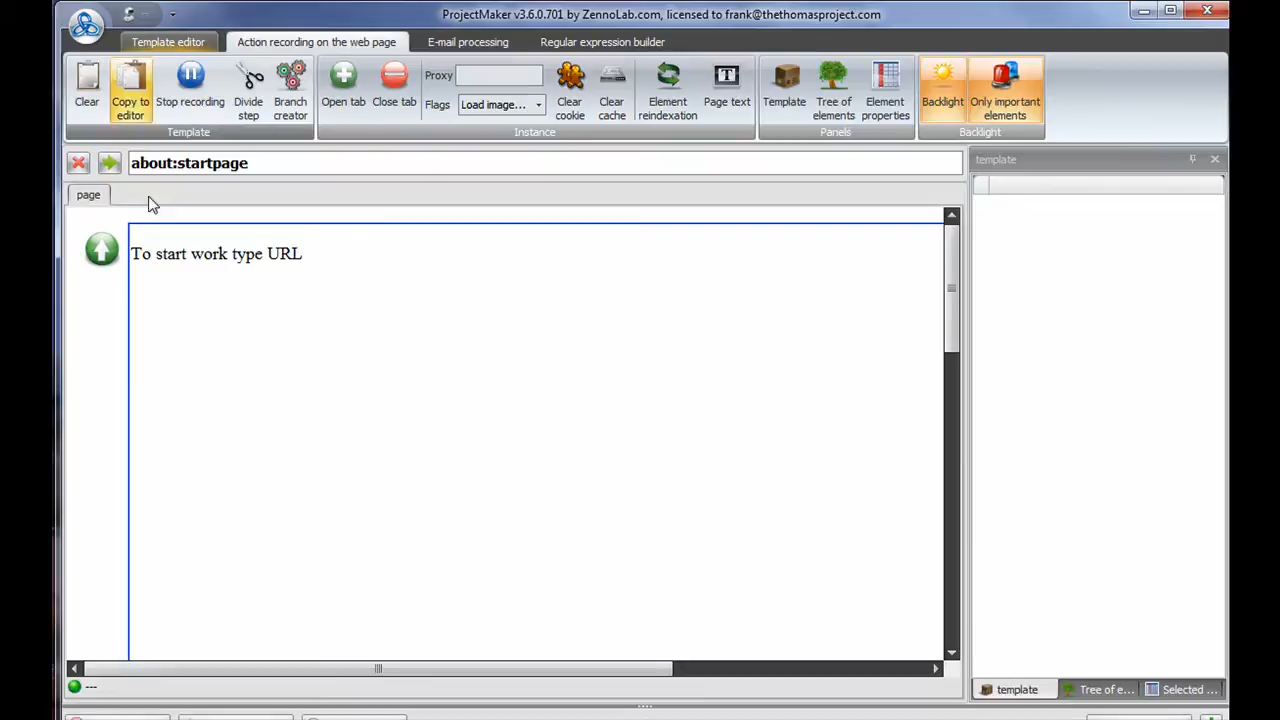 ProjectMaker v3.6.0.701 by ZennoLab.com, licensed to frank@thethomasproject.com
Template editor
Action recording on the web page
E-mail processing
Regular expression builder
Clear
Copy to editor
Stop recording
Divide step
Branch creator
Open tab
Close tab
Proxy
Flags
Load image...
Clear cookie
Clear cache
Element reindexation
Page text
Template
Tree of elements
Element properties
Backlight
Only important elements
Template
Instance
Panels
Backlight
about:startpage
template
page
To start work type URL
---
template
Tree of e...
Selected ...